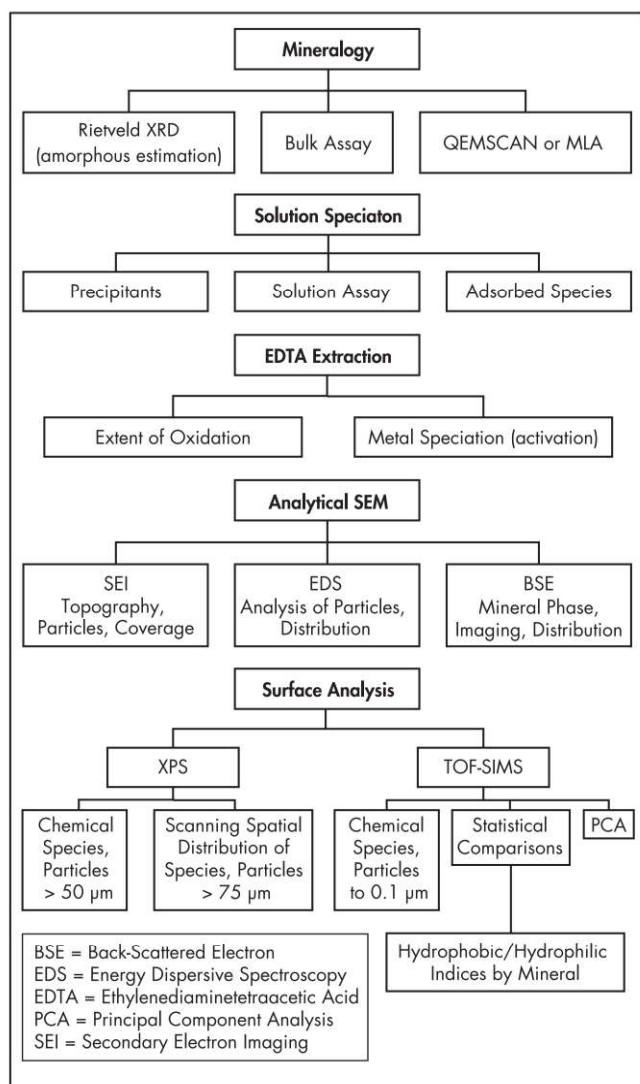 Mineralogy
Rietveld XRD
(amorphous estimation)
Bulk Assay
QEMSCAN or MLA
Solution Speciaton
Precipitants
Solution Assay
Adsorbed Species
EDTA Extraction
Extent of Oxidation
Metal Speciation (activation)
Analytical SEM
SEI
Topography,
Particles, Coverage
EDS
Analysis of Particles,
Distribution
BSE
Mineral Phase,
Imaging, Distribution
Surface Analysis
XPS
TOF-SIMS
Chemical
Species,
Particles
> 50 µm
Scanning Spatial
Distribution of
Species, Particles
> 75 µm
Chemical
Species,
Particles
to 0.1 µm
Statistical
Comparisons
PCA
Hydrophobic/Hydrophilic
Indices by Mineral
BSE = Back-Scattered Electron
EDS = Energy Dispersive Spectroscopy
EDTA = Ethylenediaminetetraacetic Acid
PCA = Principal Component Analysis
SEI = Secondary Electron Imaging